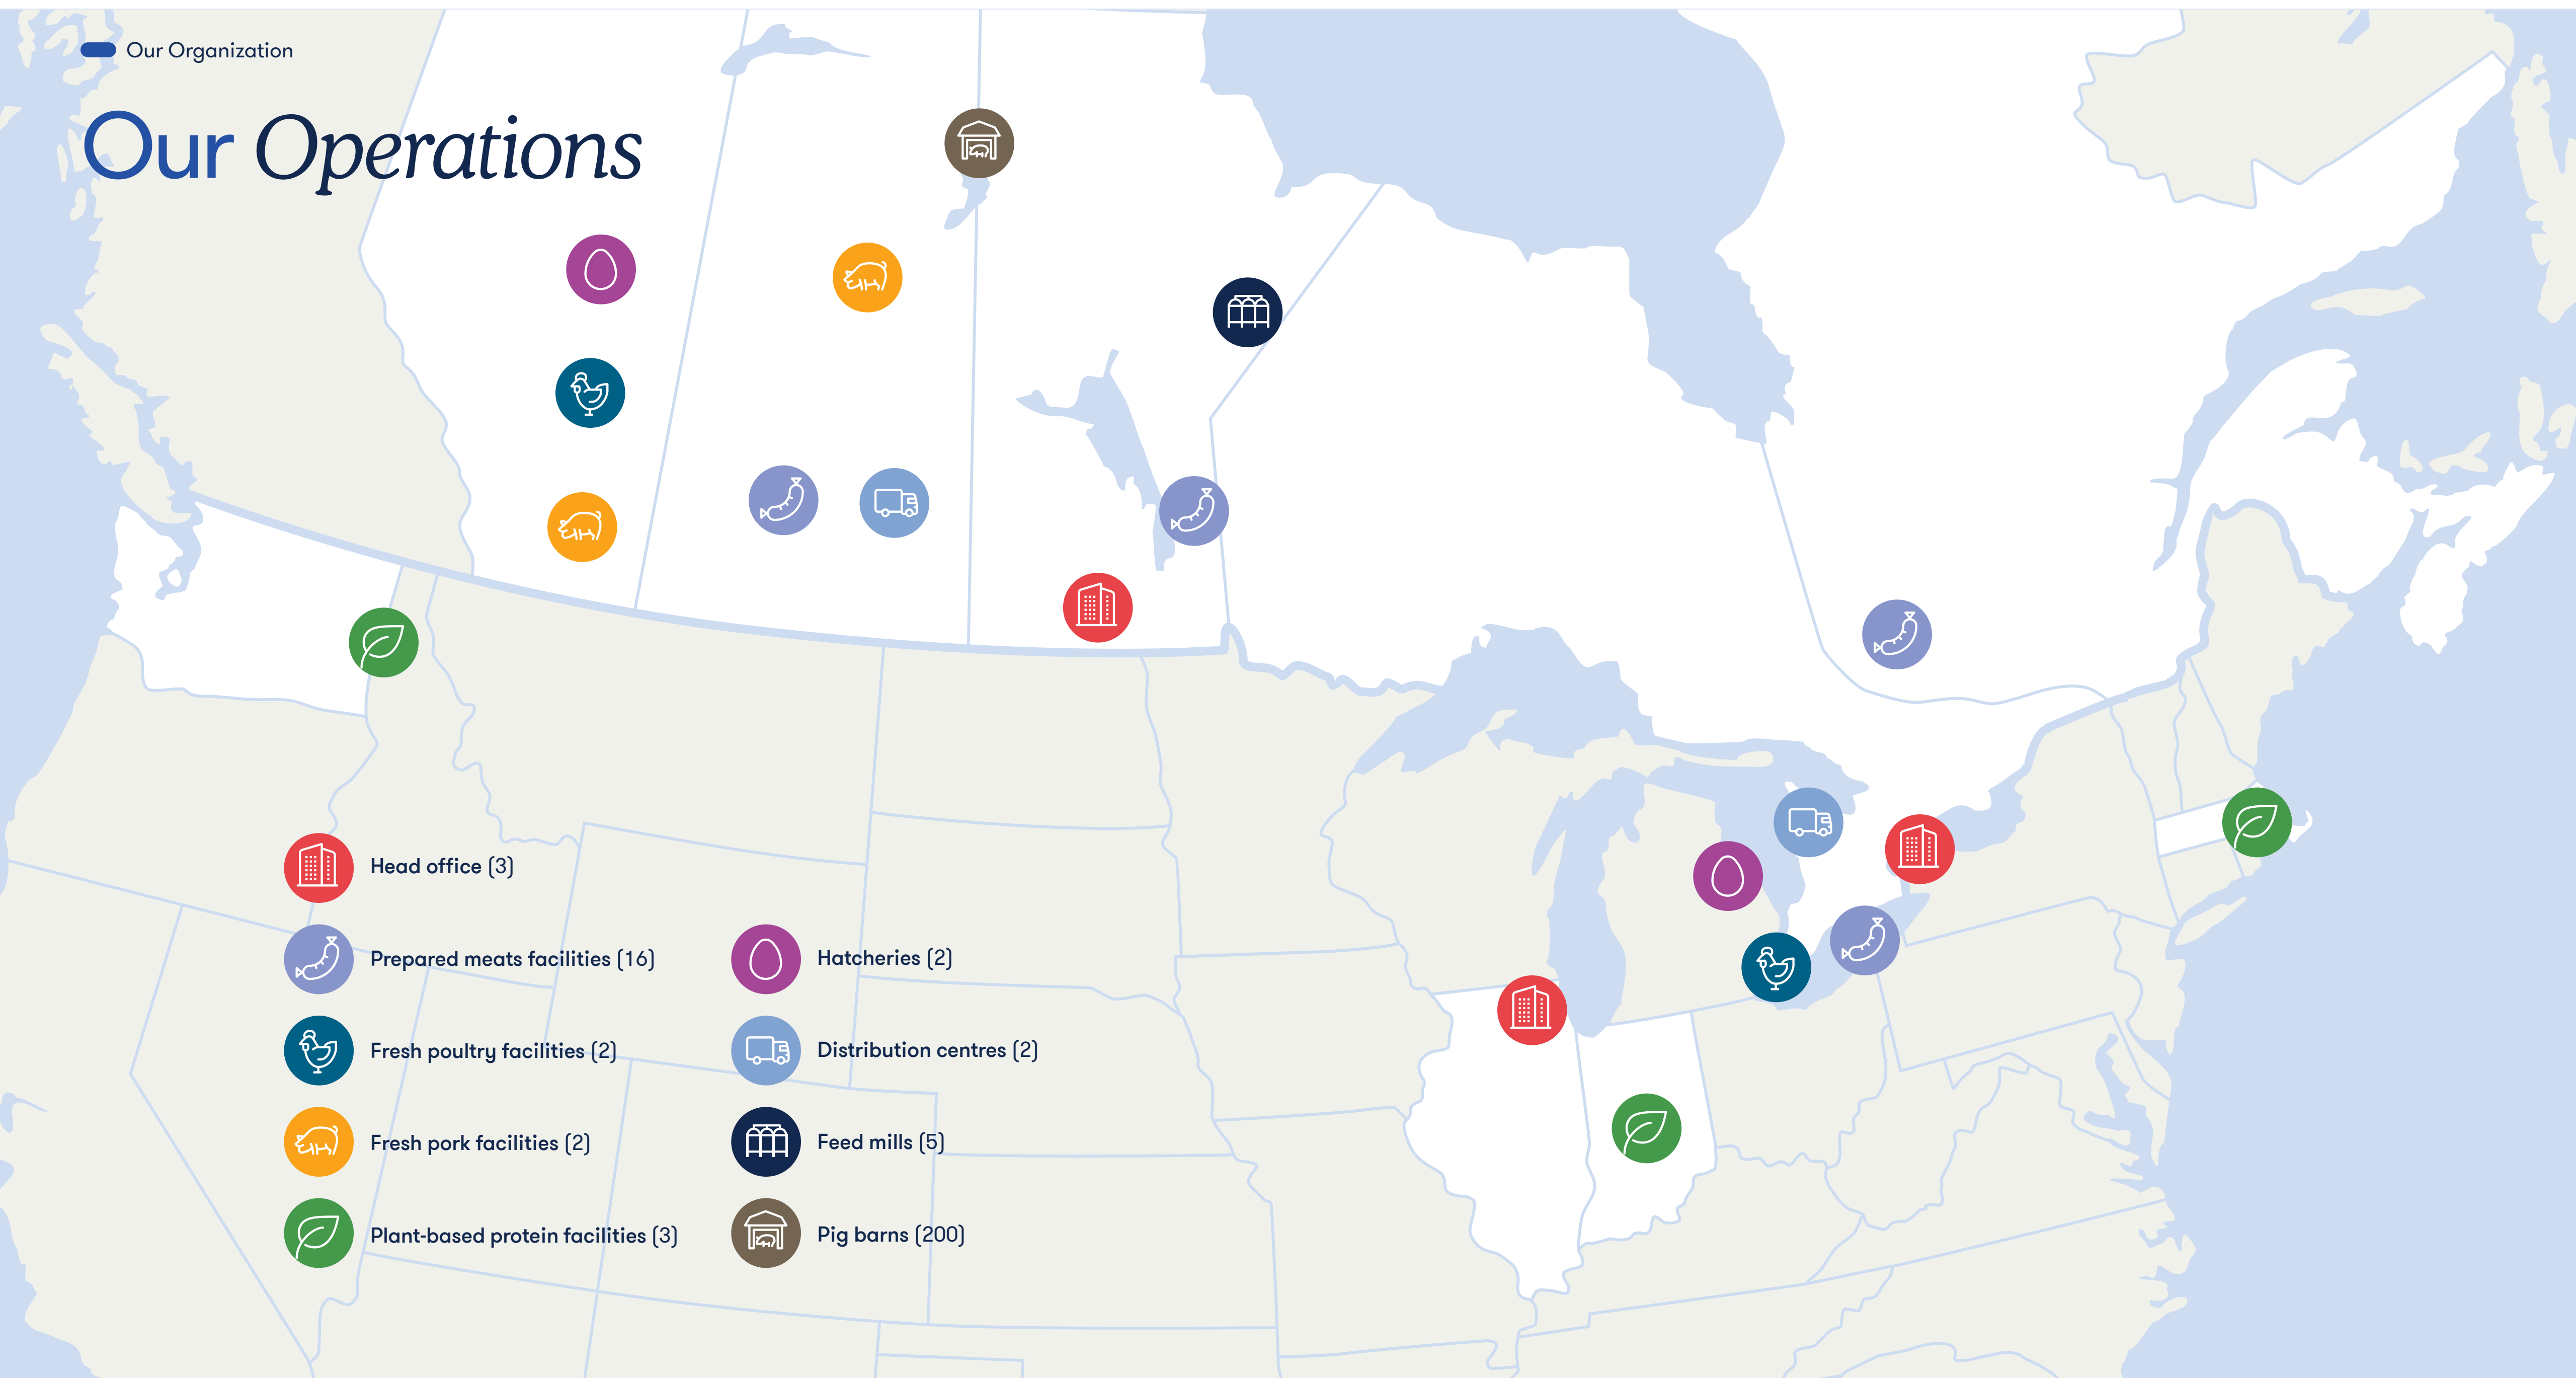 Our Organization
Our Operations
Head office (3)
Prepared meats facilities (16)
Fresh poultry facilities (2)
Fresh pork facilities (2)
Plant-based protein facilities (3)
Hatcheries (2)
Distribution centres (2)
Feed mills (5)
Pig barns (200)